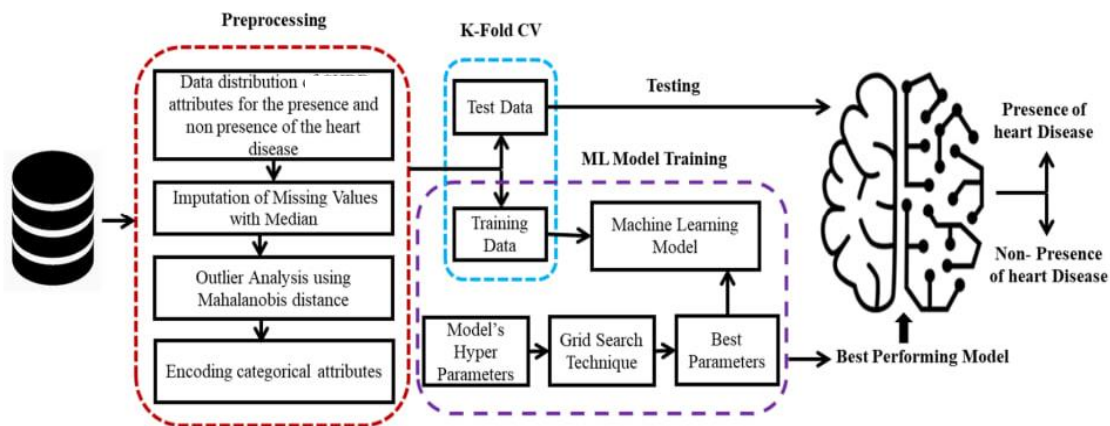 Preprocessing
Data distribution
attributes for the presence and
non presence of the heart
disease
Imputation of Missing Values
with Median
Outlier Analysis using
Mahalanobis distance
Encoding categorical attributes
K-Fold CV
Test Data
Training
Data
Testing
ML Model Training
Machine Learning
Model
Model's
Hyper
Parameters
Grid Search
Technique
Best
Parameters
Best Performing Model
Presence of
heart Disease
Non- Presence
of heart Disease